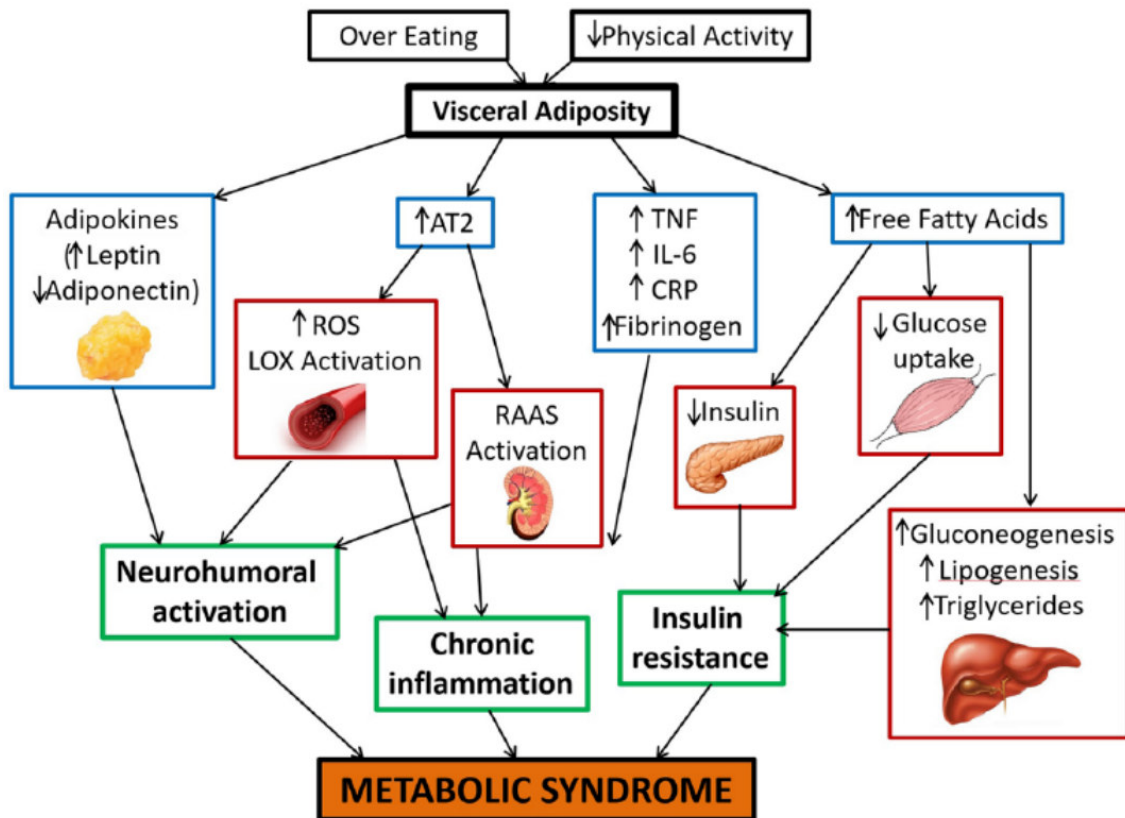 Over Eating
↓Physical Activity
Visceral Adiposity
Adipokines
(↑Leptin
↓Adiponectin)
↑AT2
↑ TNF
↑ IL-6
↑ CRP
↑Fibrinogen
↑Free Fatty Acids
↑ ROS
LOX Activation
RAAS
Activation
↓Insulin
↓ Glucose
uptake
↑Gluconeogenesis
↑ Lipogenesis
↑Triglycerides
Neurohumoral
activation
Chronic
inflammation
Insulin
resistance
METABOLIC SYNDROME